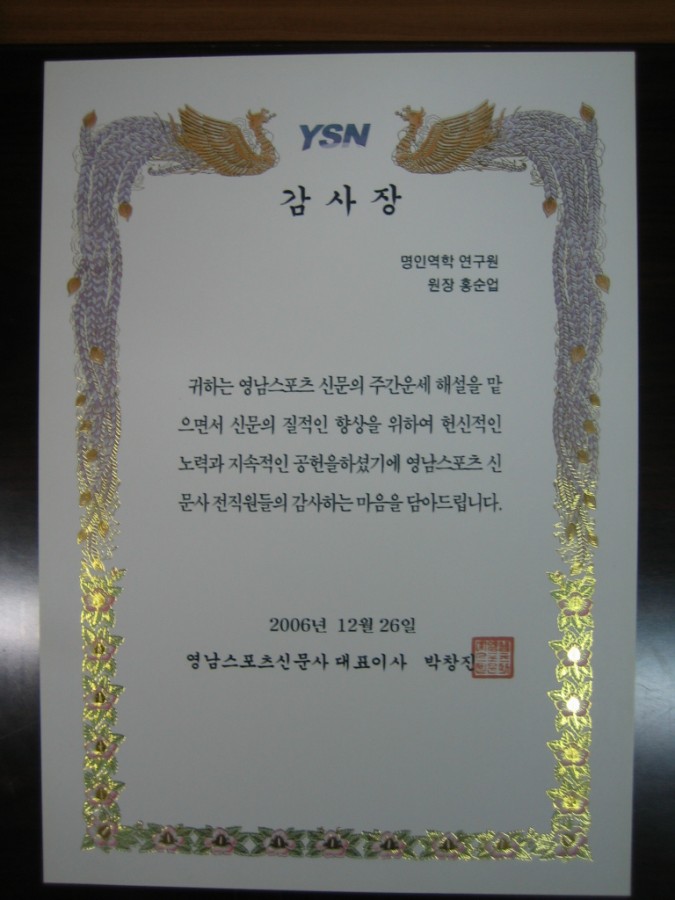 YSN
감사장
명인역학 연구원
원장 홍순업
귀하는 영남스포츠 신문의 주간운세 해설을 맡
으면서 신문의 질적인 향상을 위하여 헌신적인
노력과 지속적인 공헌을하셨기에 영남스포츠 신
문사 전직원들의 감사하는 마음을 담아드립니다.
2006년 12월 26일
영남스포츠신문사 대표이사 박창진